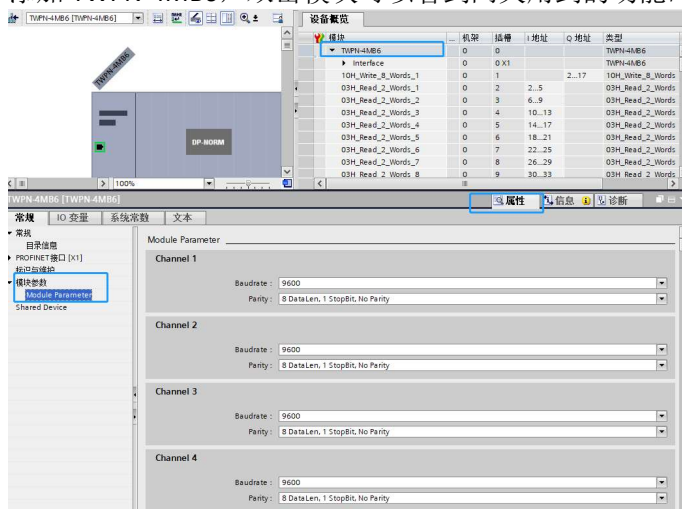 TWPN-4MB6 [TWPN-4MB6]
设备概览
模块 ... 机架 插槽 I 地址 Q 地址 类型
TWPN-4MB6 0 0 TWPN-4MB6
Interface 0 0 X1 TWPN-4MB6
10H_Write_8_Words_1 0 1 2...17 10H_Write_8_Words
03H_Read_2_Words_1 0 2 2...5 03H_Read_2_Words
03H_Read_2_Words_2 0 3 6...9 03H_Read_2_Words
03H_Read_2_Words_3 0 4 10...13 03H_Read_2_Words
03H_Read_2_Words_4 0 5 14...17 03H_Read_2_Words
03H_Read_2_Words_5 0 6 18...21 03H_Read_2_Words
03H_Read_2_Words_6 0 7 22...25 03H_Read_2_Words
03H_Read_2_Words_7 0 8 26...29 03H_Read_2_Words
03H_Read_2_Words_8 0 9 30...33 03H_Read_2_Words
TWPN-4MB6
DP-NORM
100%
TWPN-4MB6 [TWPN-4MB6]
属性 信息 诊断
常规 IO 变量 系统常数 文本
常规
目录信息
PROFINET接口 [X1]
标识与维护
模块参数
Module Parameter
Shared Device
Module Parameter
Channel 1
Baudrate : 9600
Parity : 8 DataLen, 1 StopBit, No Parity
Channel 2
Baudrate : 9600
Parity : 8 DataLen, 1 StopBit, No Parity
Channel 3
Baudrate : 9600
Parity : 8 DataLen, 1 StopBit, No Parity
Channel 4
Baudrate : 9600
Parity : 8 DataLen, 1 StopBit, No Parity